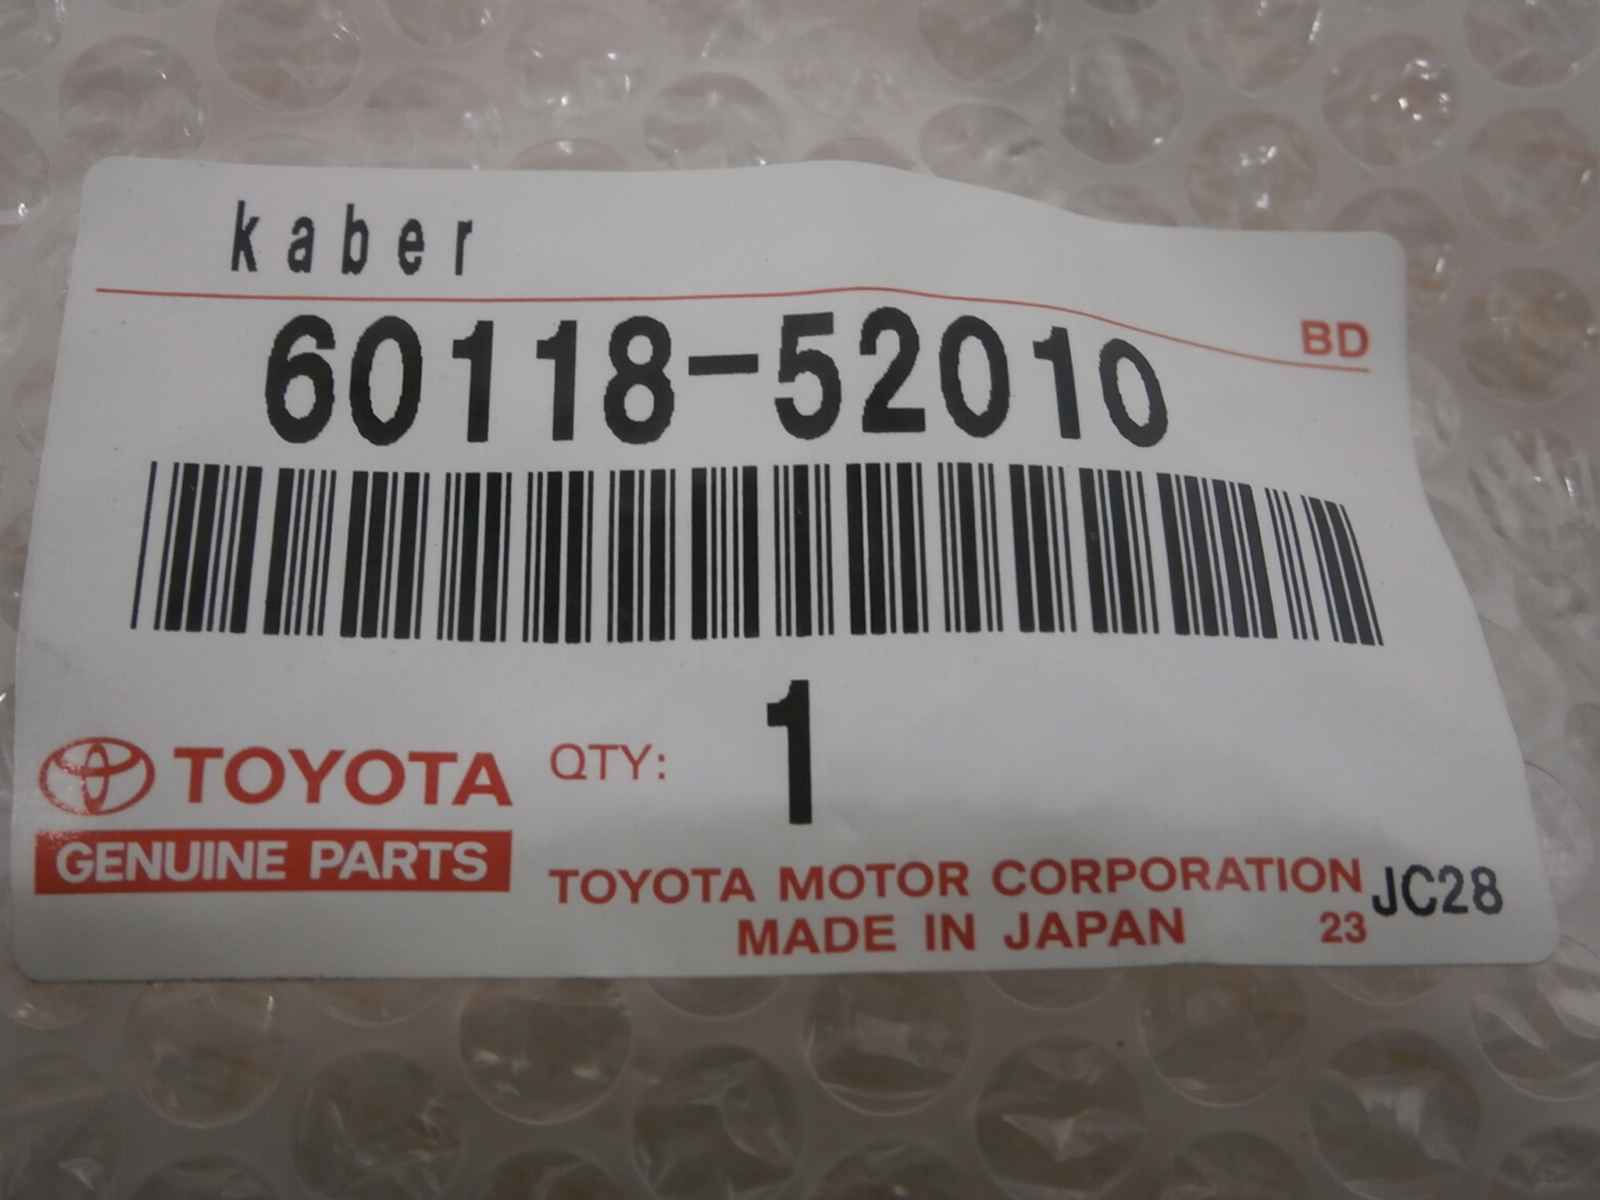 kaber
BD
60118-52010
1
TOYOTA QTY:
GENUINE PARTS
TOYOTA MOTOR CORPORATION JC28
MADE IN JAPAN 23